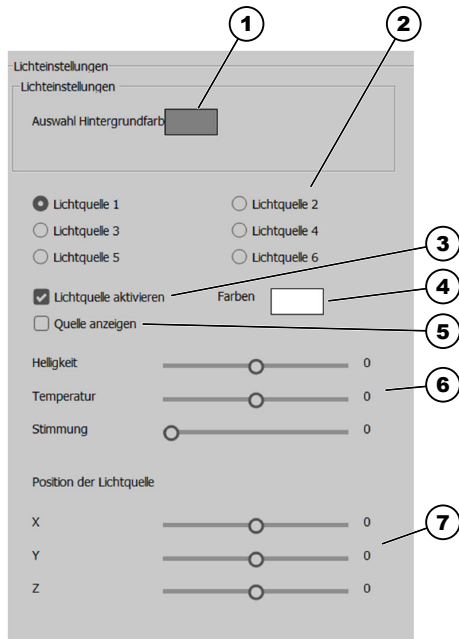 1
2
Lichteinstellungen
Lichteinstellungen
Auswahl Hintergrundfarb
Lichtquelle 1
Lichtquelle 2
Lichtquelle 3
Lichtquelle 4
Lichtquelle 5
Lichtquelle 6
3
Lichtquelle aktivieren
Farben
4
Quelle anzeigen
5
Helligkeit 0
Temperatur 0
6
Stimmung 0
Position der Lichtquelle
X 0
7
Y 0
Z 0